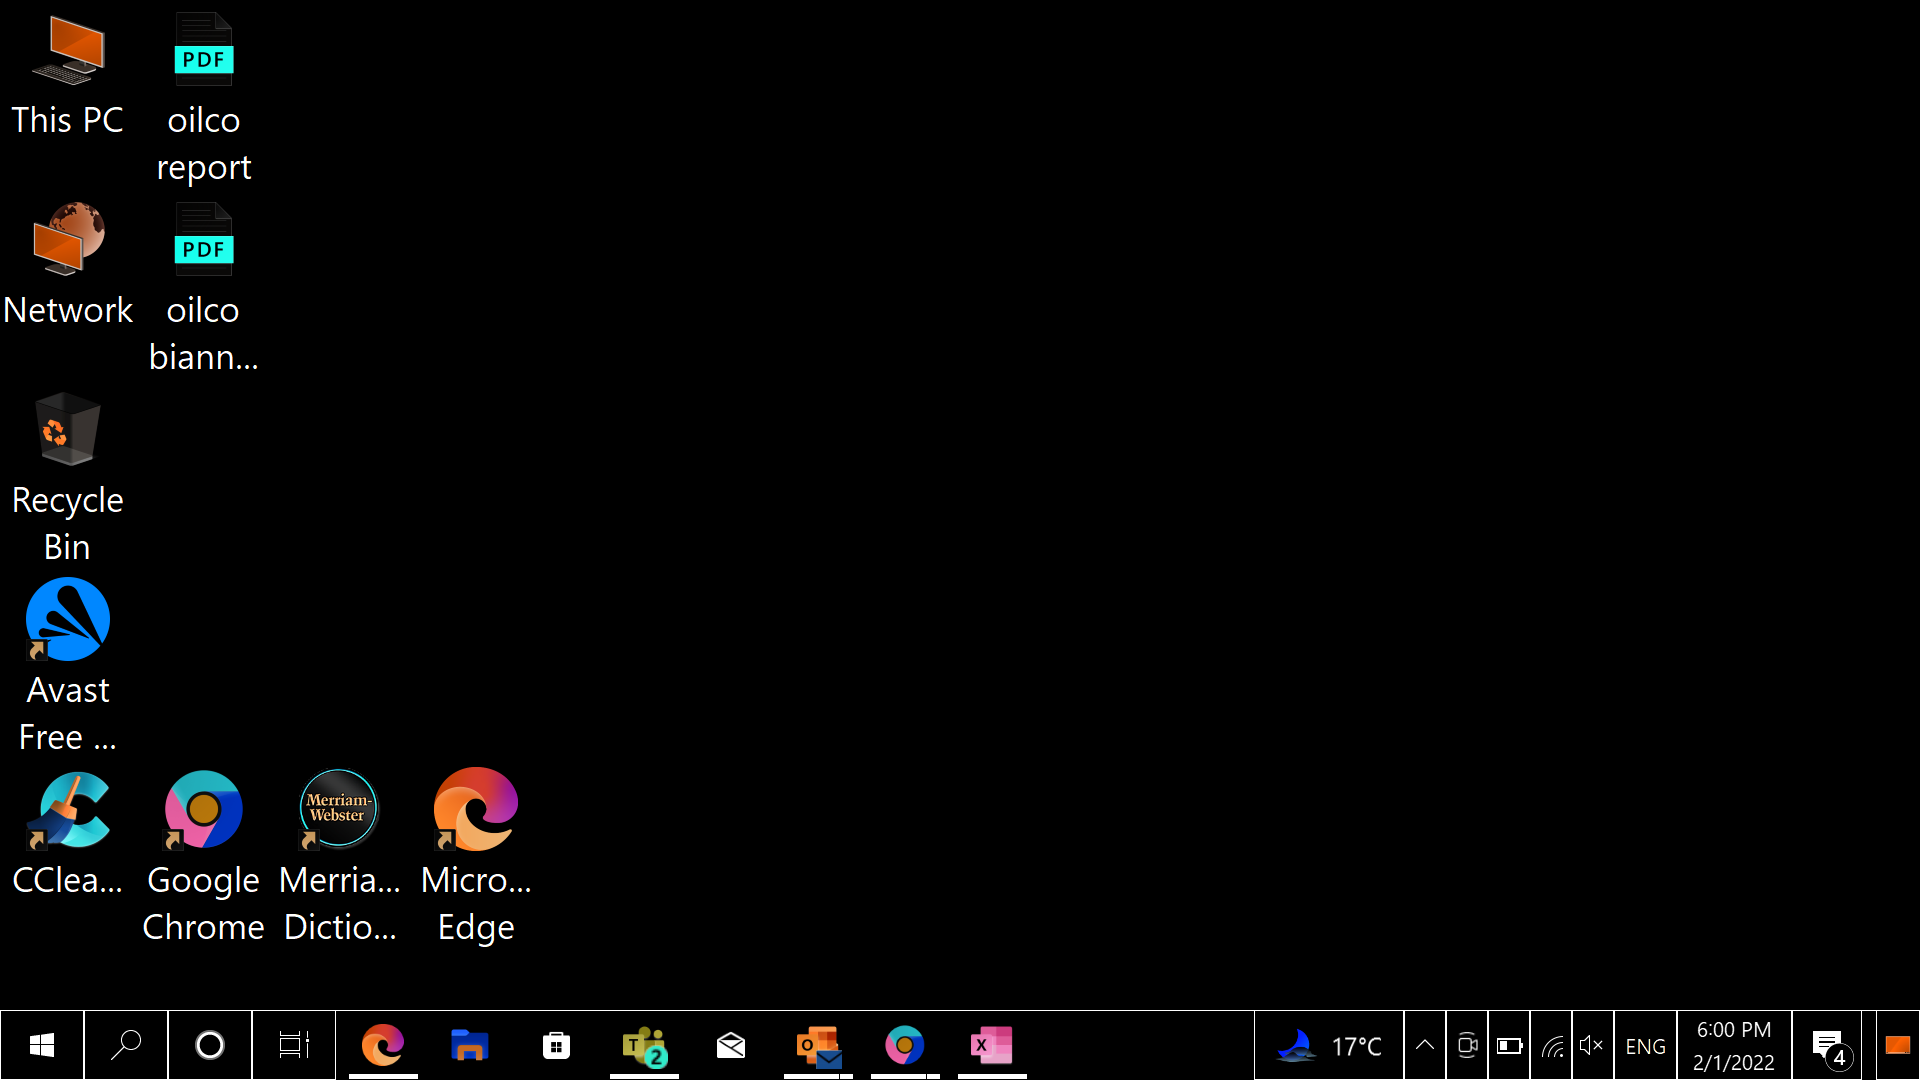 This PC
PDF
oilco
report
Network
PDF
oilco
biann...
Recycle
Bin
Avast
Free ...
CClea...
Google
Chrome
Merriam-
Webster
Merria...
Dictio...
Micro...
Edge
T
2
O
X
17°C
ENG
6:00 PM
2/1/2022
4